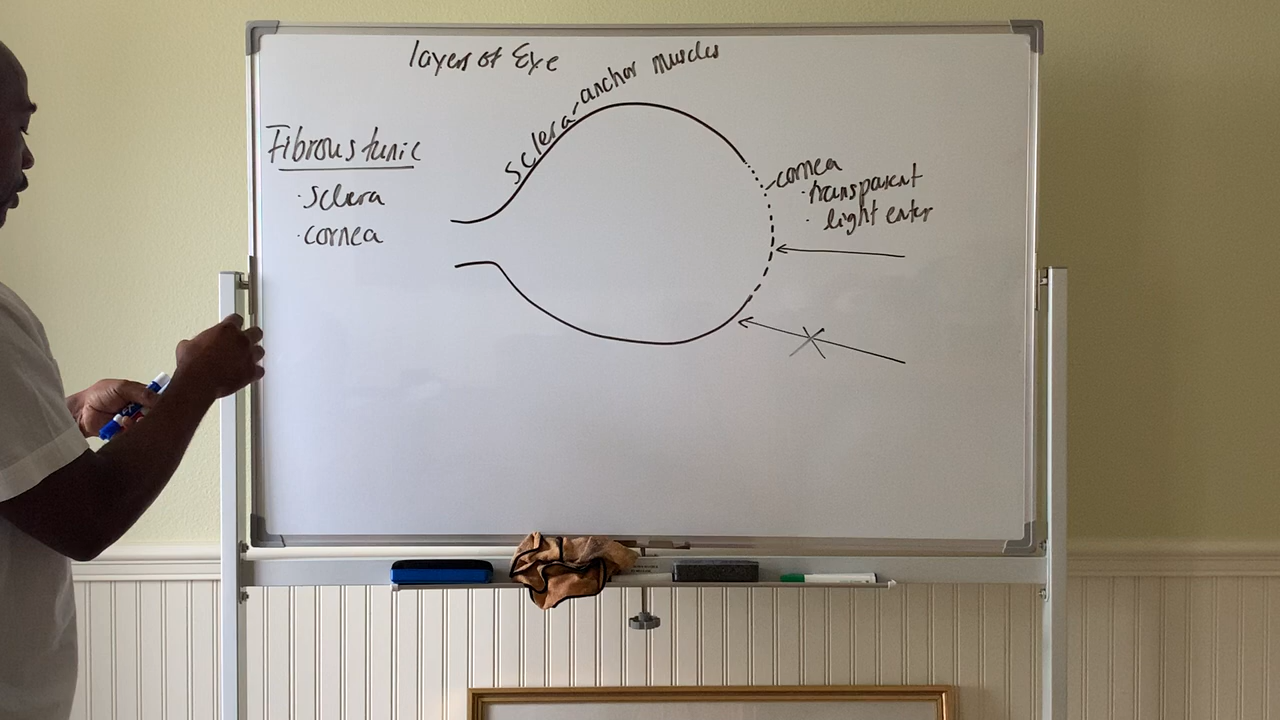 layers of Eye
Fibrous tunic
· sclera
· cornea
sclera - anchor muscles
cornea
· transparent
· light enter